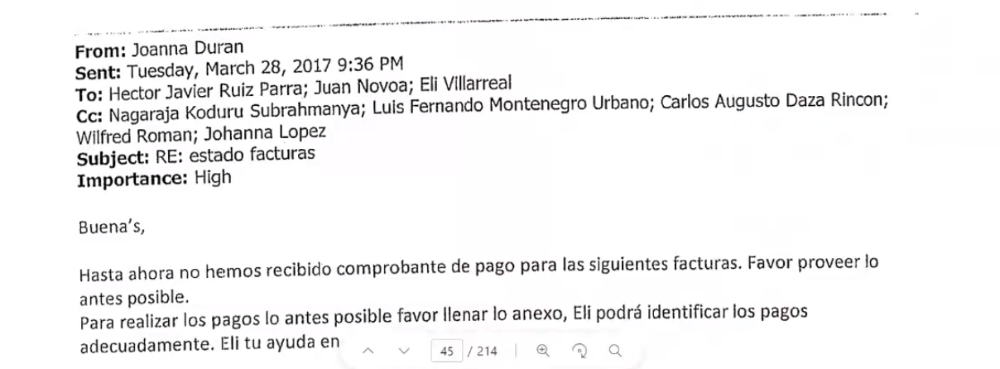 From: Joanna Duran
Sent: Tuesday, March 28, 2017 9:36 PM
To: Hector Javier Ruiz Parra; Juan Novoa; Eli Villarreal
Cc: Nagaraja Koduru Subrahmanya; Luis Fernando Montenegro Urbano; Carlos Augusto Daza Rincon;
Wilfred Roman; Johanna Lopez
Subject: RE: estado facturas
Importance: High
Buena's,
Hasta ahora no hemos recibido comprobante de pago para las siguientes facturas. Favor proveer lo
antes posible.
Para realizar los pagos lo antes posible favor llenar lo anexo, Eli podrá identificar los pagos
adecuadamente. Eli tu ayuda en
45 / 214